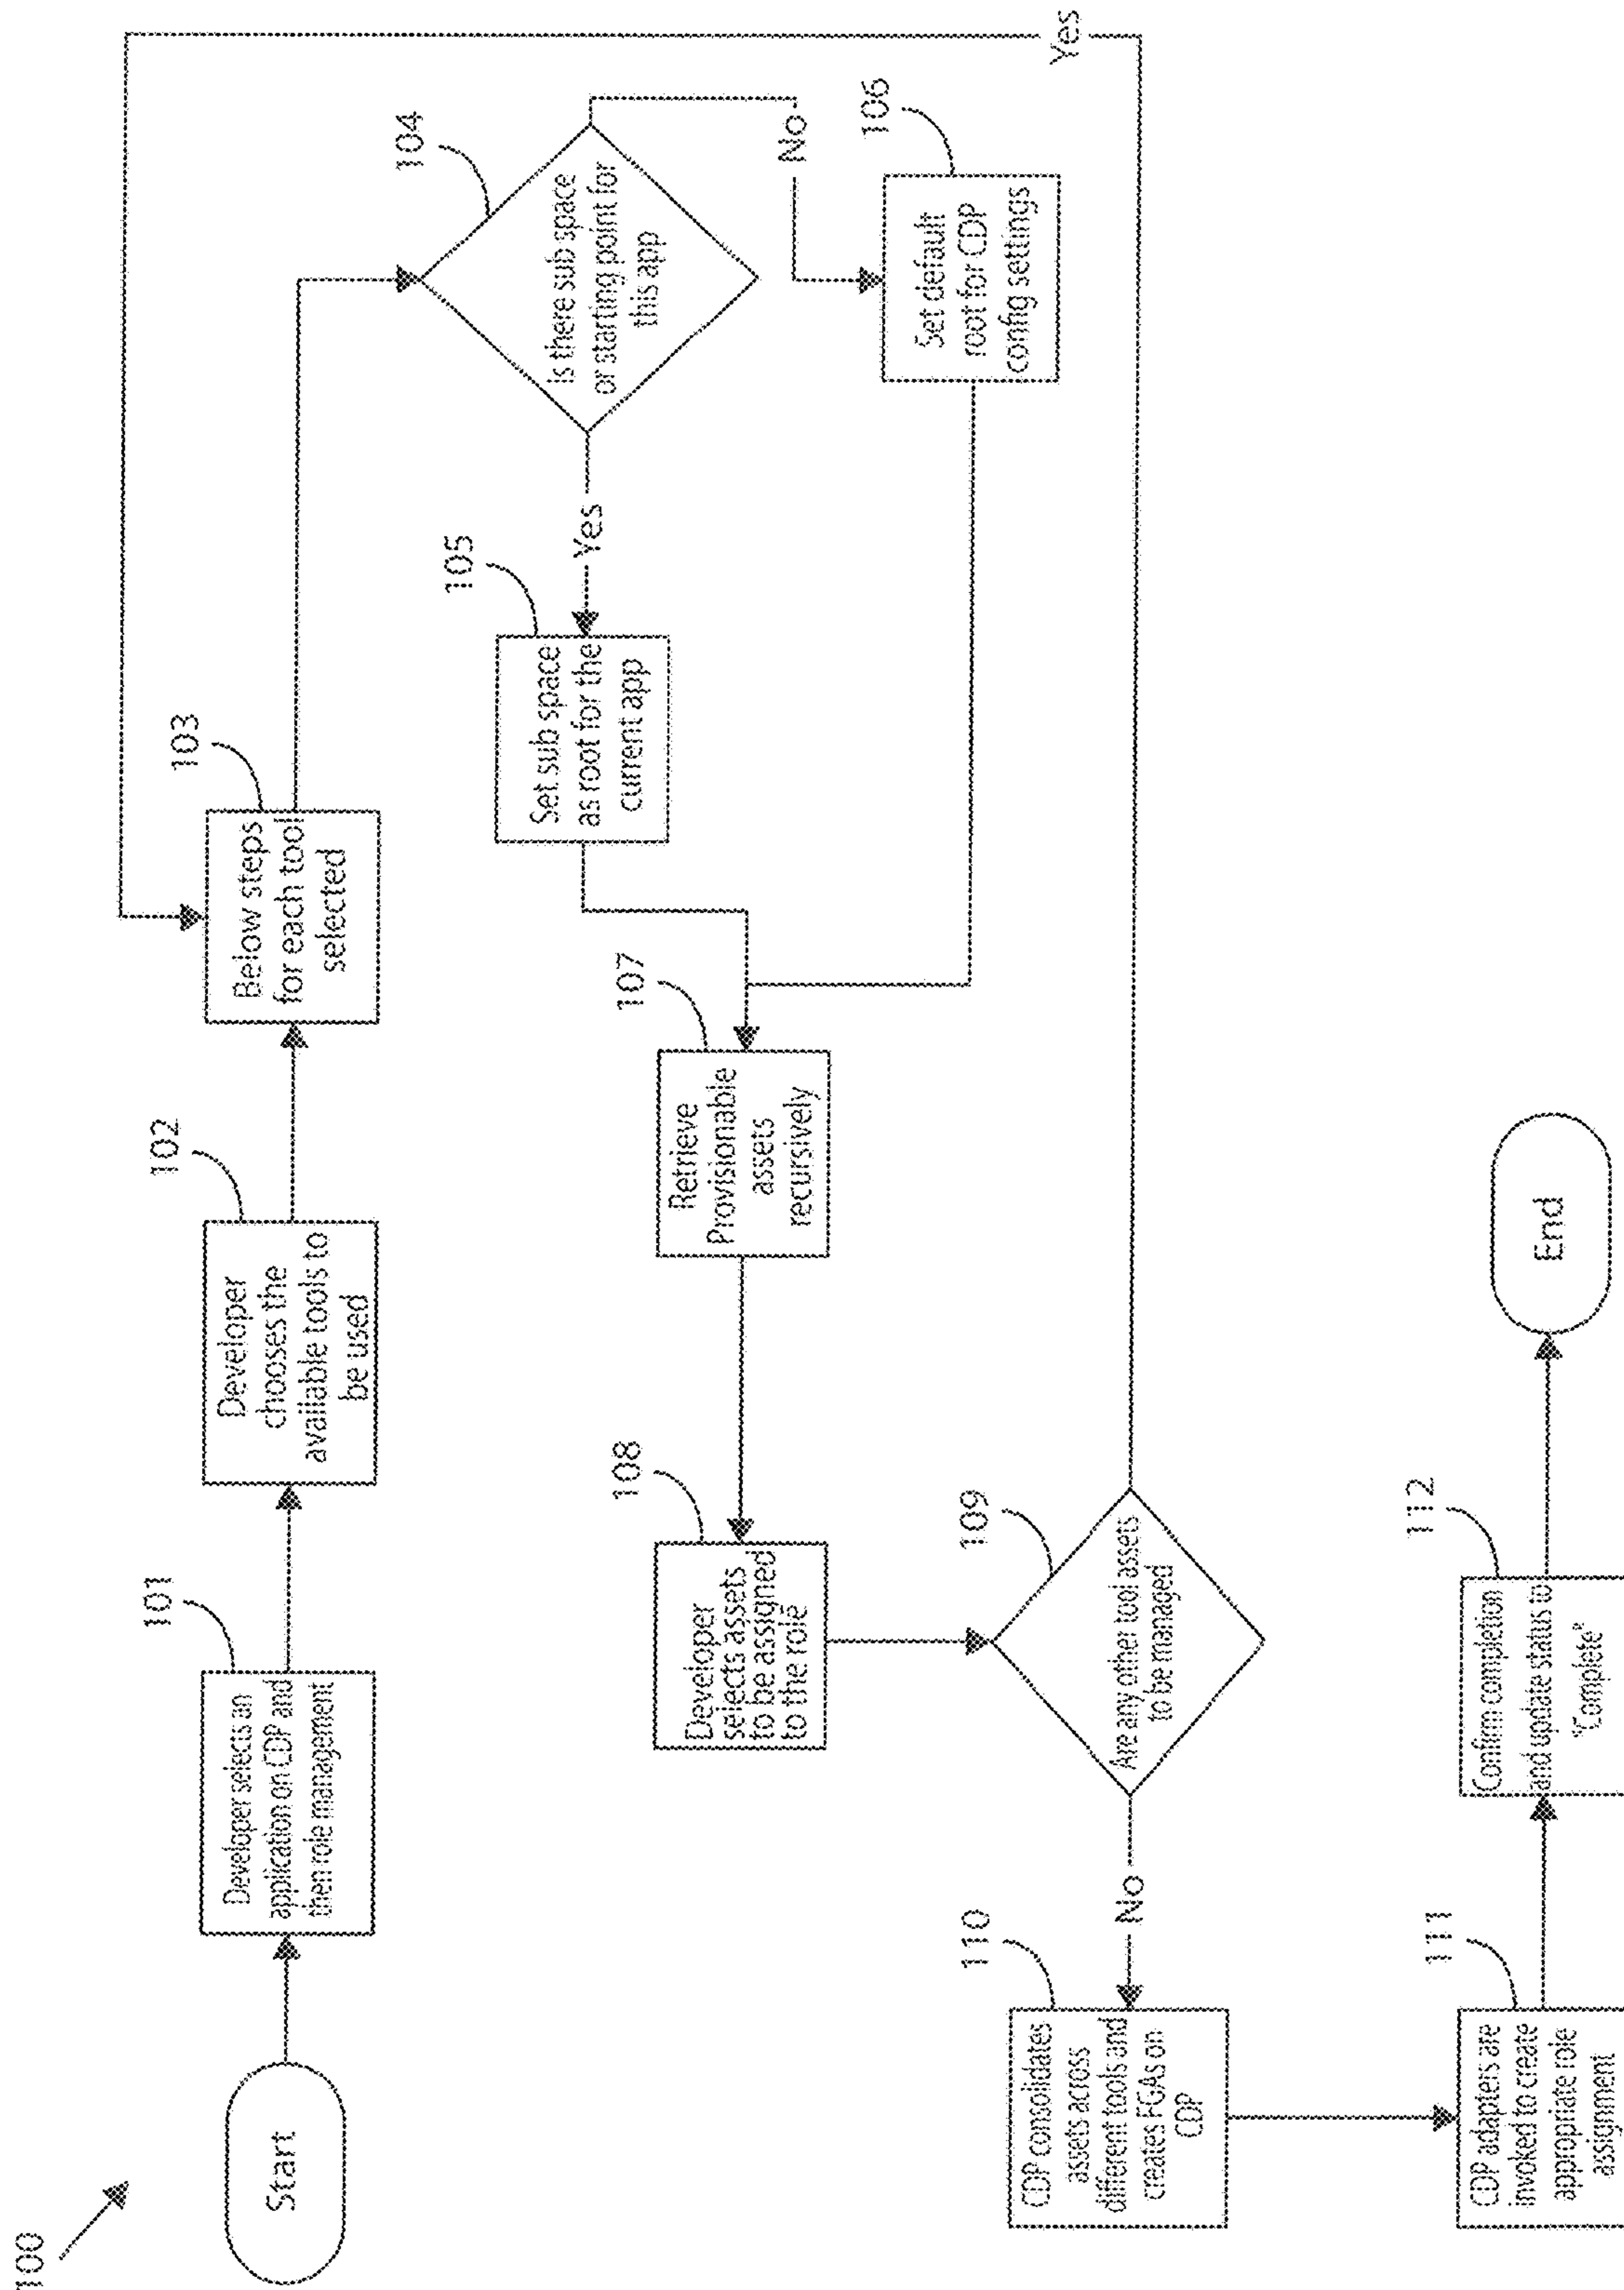 100
Start
101
Developer selects an
application on CDP and
then role management
102
Developer
chooses the
available tools to
be used
103
Below steps
for each tool
selected
104
Is there sub space
or starting point for
this app
Yes
No
105
Set sub space
as root for the
current app
106
Set default
root for CDP
config settings
107
Retrieve
Provisionable
assets
recursively
108
Developer
selects assets
to be assigned
to the role
109
Are any other tool assets
to be managed
Yes
No
110
CDP consolidates
assets across
different tools and
creates FGAs on
CDP
111
CDP adapters are
invoked to create
appropriate role
assignment
112
Confirm completion
and update status to
"Complete"
End